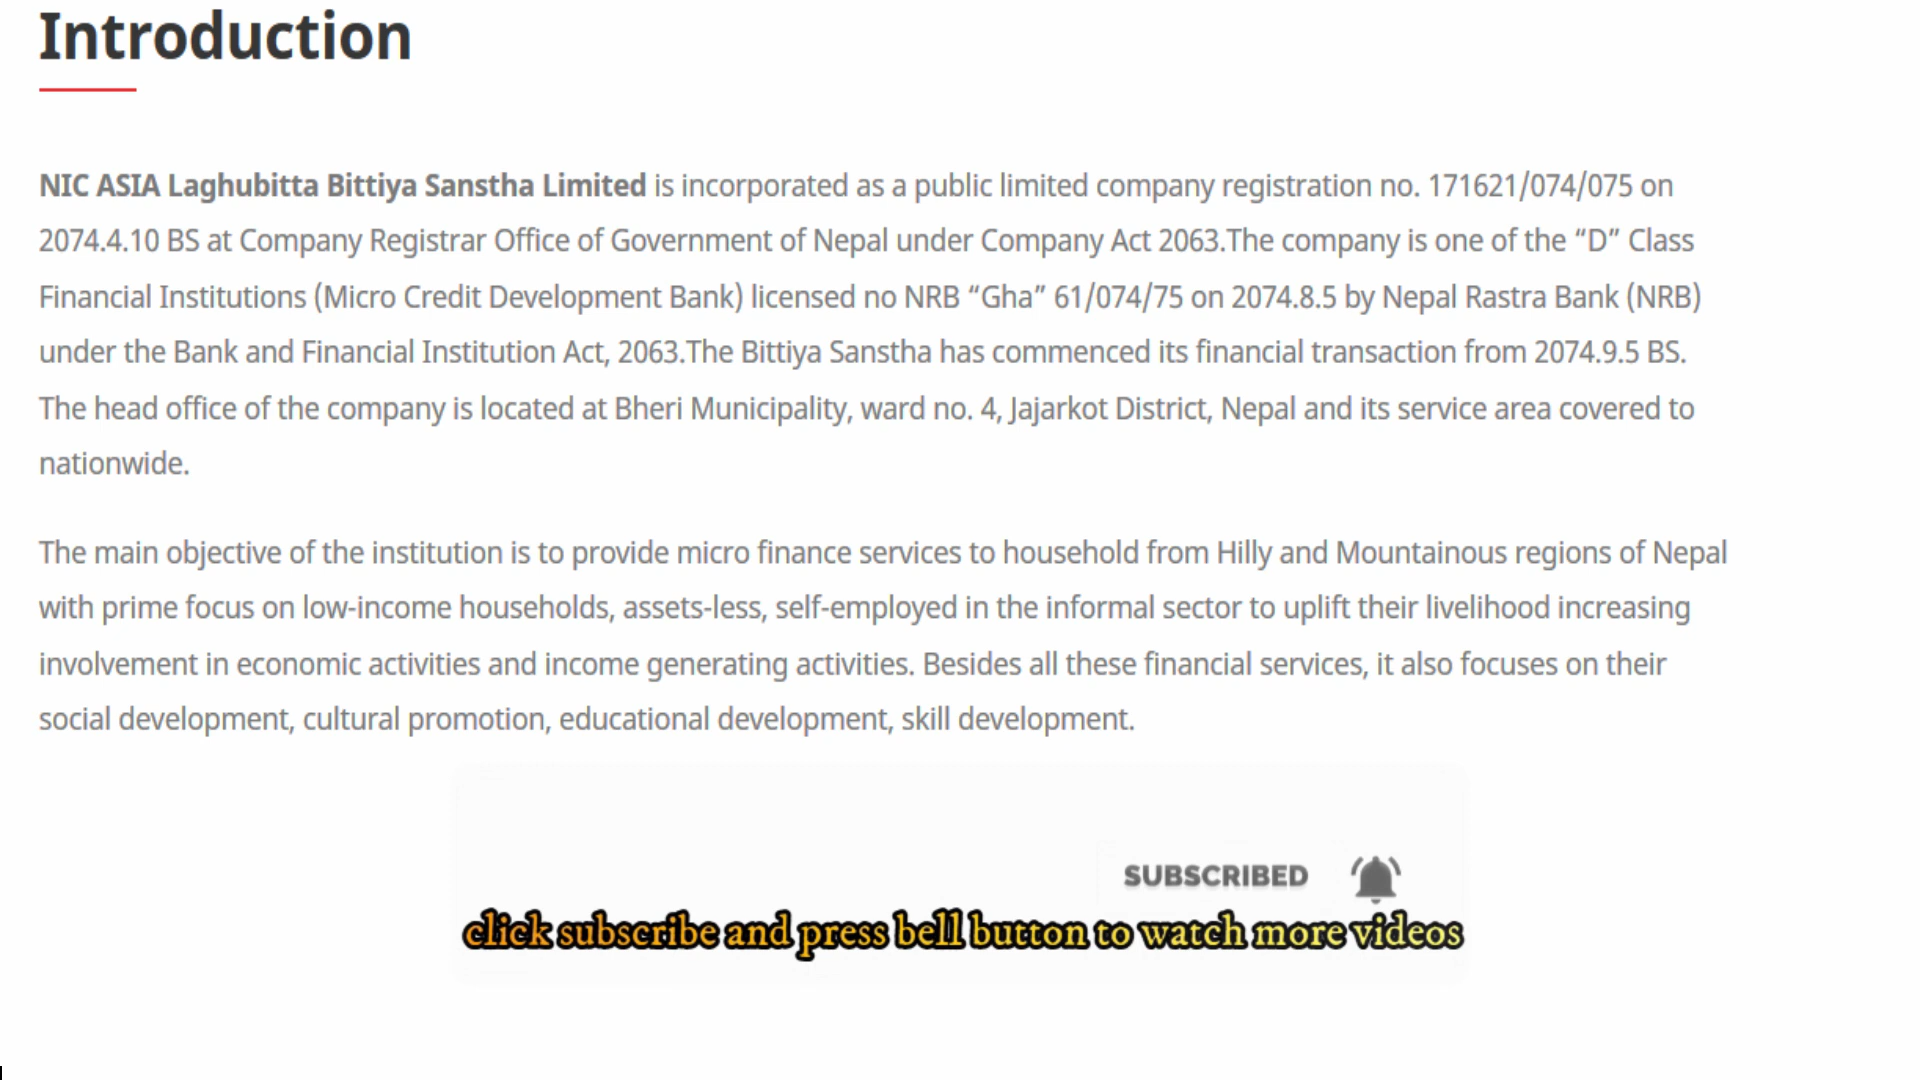 Introduction
NIC ASIA Laghubitta Bittiya Sanstha Limited is incorporated as a public limited company registration no. 171621/074/075 on
2074.4.10 BS at Company Registrar Office of Government of Nepal under Company Act 2063.The company is one of the “D” Class
Financial Institutions (Micro Credit Development Bank) licensed no NRB “Gha” 61/074/75 on 2074.8.5 by Nepal Rastra Bank (NRB)
under the Bank and Financial Institution Act, 2063.The Bittiya Sanstha has commenced its financial transaction from 2074.9.5 BS.
The head office of the company is located at Bheri Municipality, ward no. 4, Jajarkot District, Nepal and its service area covered to
nationwide.
The main objective of the institution is to provide micro finance services to household from Hilly and Mountainous regions of Nepal
with prime focus on low-income households, assets-less, self-employed in the informal sector to uplift their livelihood increasing
involvement in economic activities and income generating activities. Besides all these financial services, it also focuses on their
social development, cultural promotion, educational development, skill development.
SUBSCRIBED
click subscribe and press bell button to watch more videos